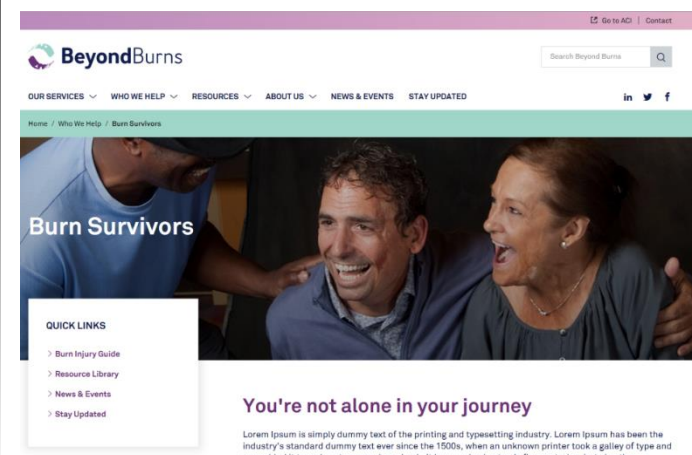 Go to ACI | Contact
BeyondBurns
Search Beyond Burns
OUR SERVICES WHO WE HELP RESOURCES ABOUT US NEWS & EVENTS STAY UPDATED
in f
Home / Who We Help / Burn Survivors
Burn Survivors
QUICK LINKS
> Burn Injury Guide
> Resource Library
> News & Events
> Stay Updated
You're not alone in your journey
Lorem Ipsum is simply dummy text of the printing and typesetting industry. Lorem Ipsum has been the
industry's standard dummy text ever since the 1500s, when an unknown printer took a galley of type and